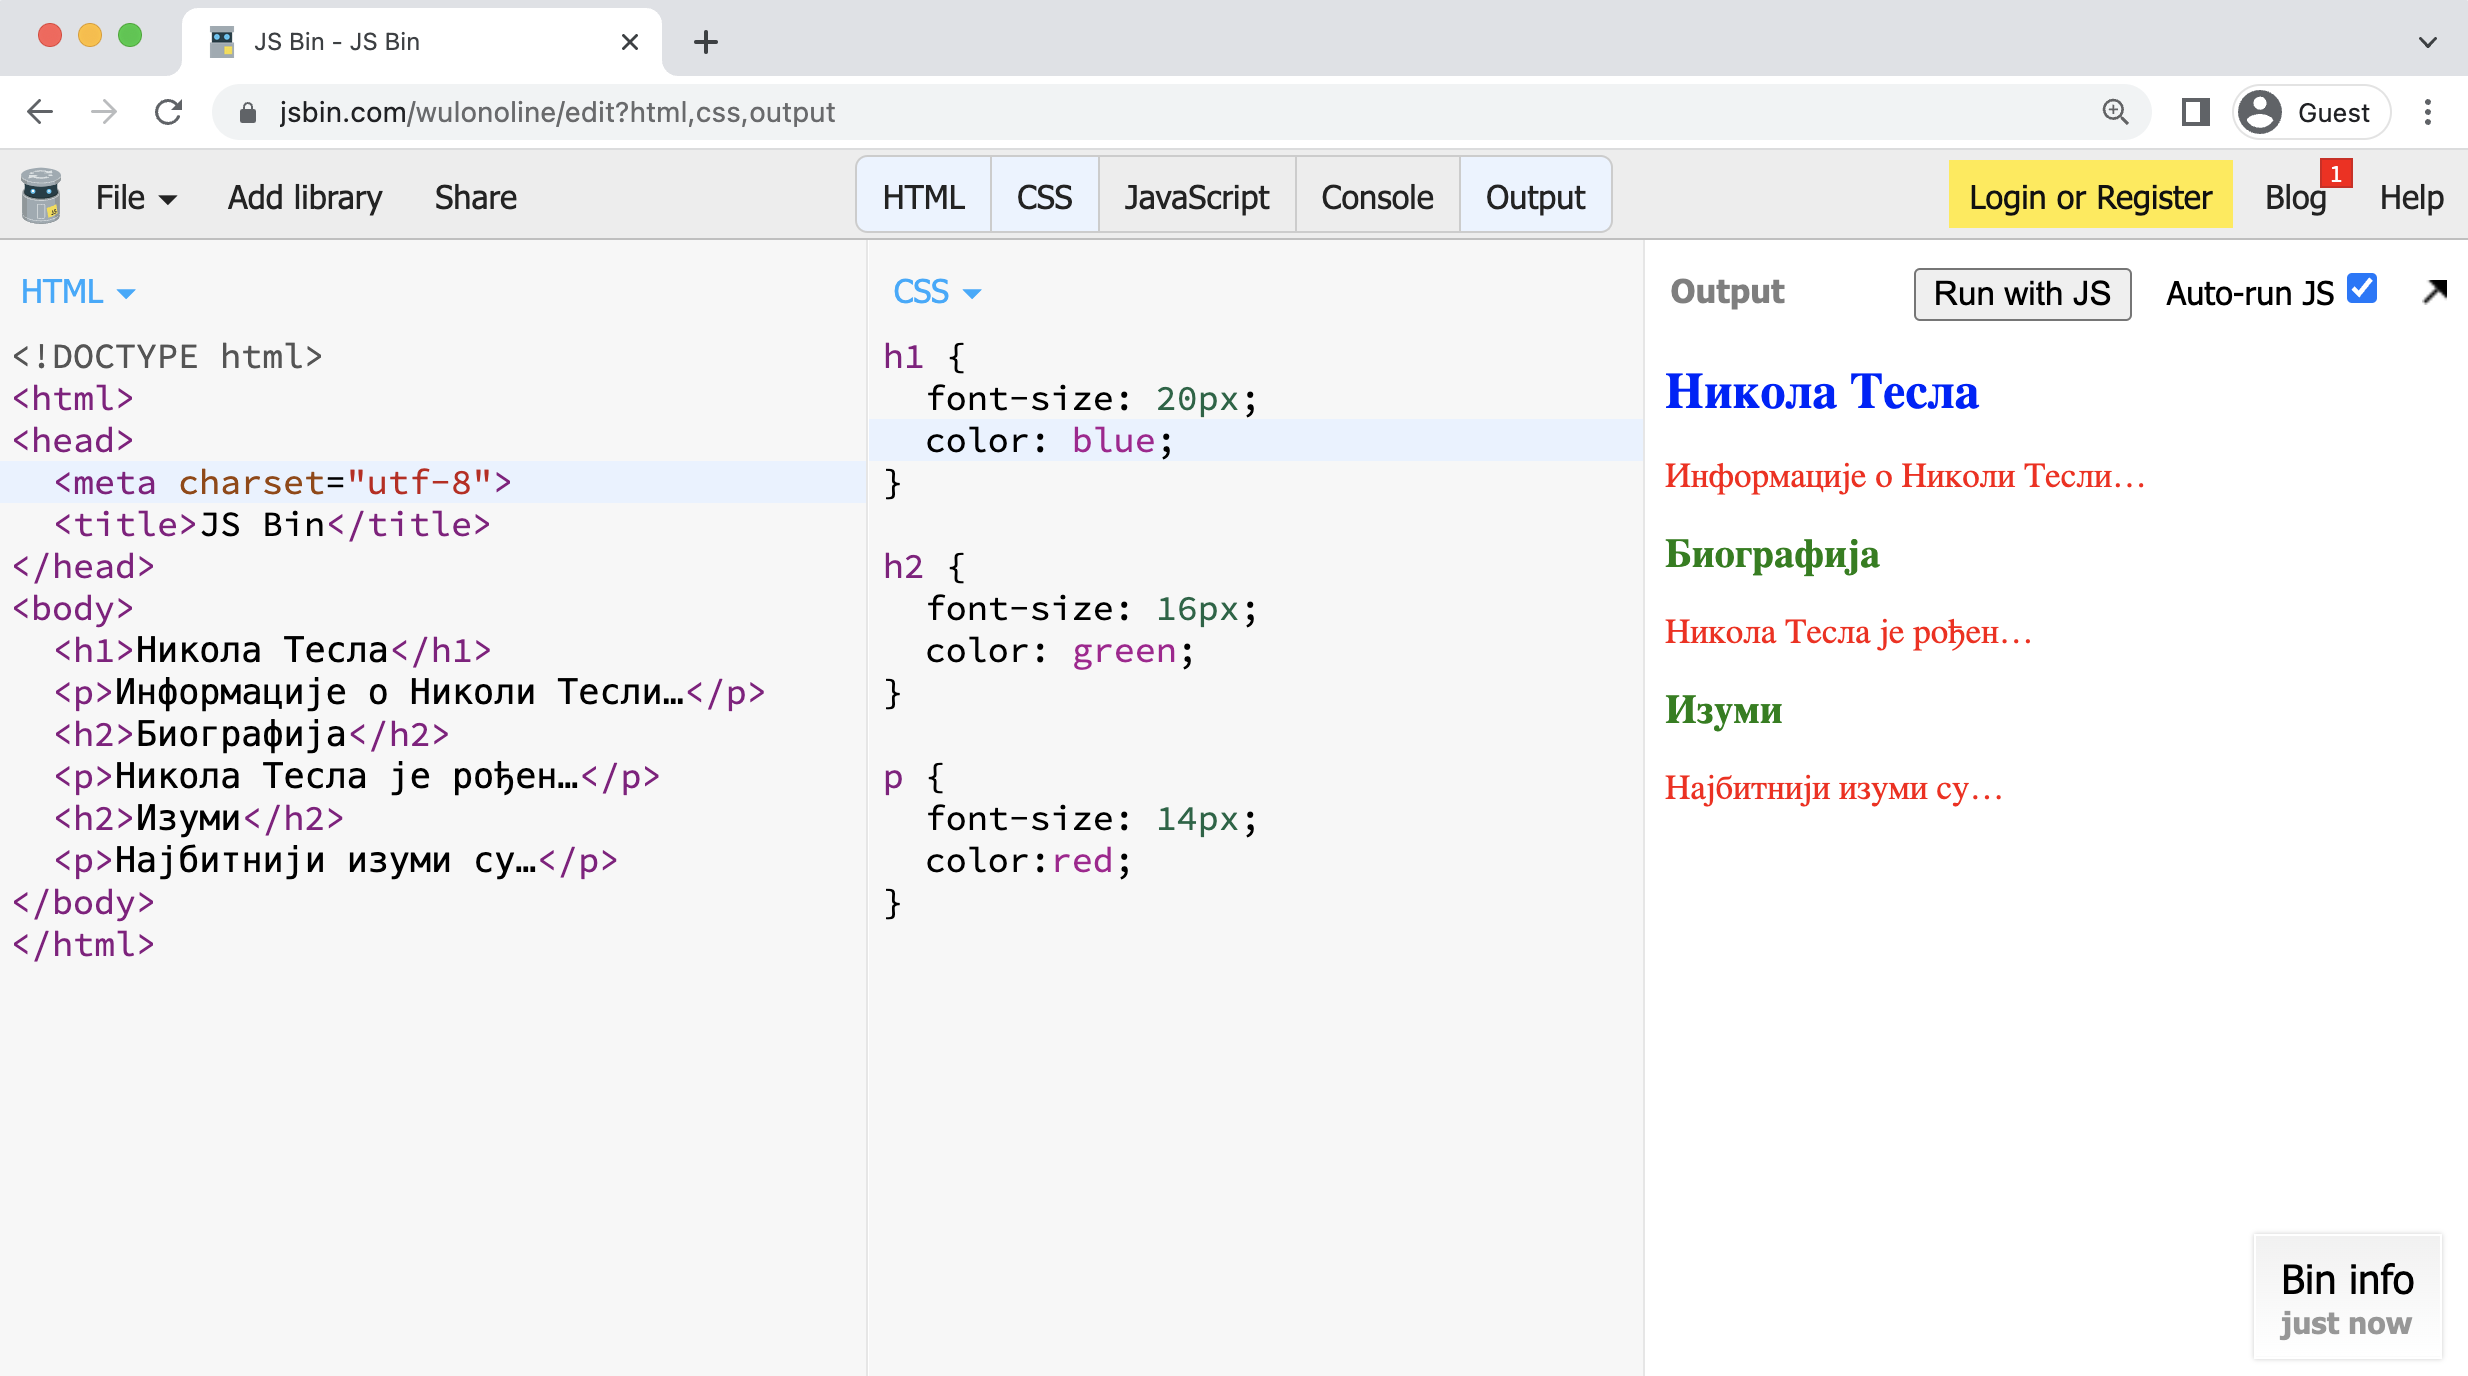 JS Bin - JS Bin
jsbin.com/wulonoline/edit?html,css,output
Guest
File
Add library
Share
HTML
CSS
JavaScript
Console
Output
Login or Register
Blog
1
Help
HTML
<!DOCTYPE html>
<html>
<head>
  <meta charset="utf-8">
  <title>JS Bin</title>
</head>
<body>
  <h1>Никола Тесла</h1>
  <p>Информације о Николи Тесли…</p>
  <h2>Биографија</h2>
  <p>Никола Тесла је рођен…</p>
  <h2>Изуми</h2>
  <p>Најбитнији изуми су…</p>
</body>
</html>
CSS
h1 {
  font-size: 20px;
  color: blue;
}
h2 {
  font-size: 16px;
  color: green;
}
p {
  font-size: 14px;
  color:red;
}
Output
Run with JS
Auto-run JS
Никола Тесла
Информације о Николи Тесли…
Биографија
Никола Тесла је рођен…
Изуми
Најбитнији изуми су…
Bin info
just now